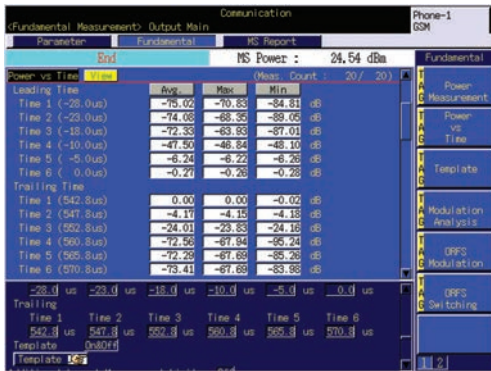 Communication
Phone-1
GSM
<Fundamental Measurement> Output Main
Parameter Fundamental MS Report
End MS Power : 24.54 dBm Fundamental
Power vs Time View (Meas. Count : 20/ 20)
Leading Time Avg. Max Min
Time 1 (-28.0us) -75.02 -70.83 -84.81 dB
Time 2 (-23.0us) -74.08 -68.35 -89.05 dB
Time 3 (-18.0us) -72.33 -63.93 -87.01 dB
Time 4 (-10.0us) -47.50 -46.84 -48.10 dB
Time 5 ( -5.0us) -6.24 -6.22 -6.26 dB
Time 6 ( 0.0us) -0.27 -0.26 -0.28 dB
Trailing Time
Time 1 (542.8us) 0.00 0.00 -0.02 dB
Time 2 (547.8us) -4.17 -4.15 -4.18 dB
Time 3 (552.8us) -24.01 -23.83 -24.16 dB
Time 4 (560.8us) -72.56 -67.94 -95.24 dB
Time 5 (565.8us) -72.29 -67.69 -85.26 dB
Time 6 (570.8us) -73.41 -67.69 -83.98 dB
-28.0 us -23.0 us -18.0 us -10.0 us -5.0 us 0.0 us
Trailing
Time 1 Time 2 Time 3 Time 4 Time 5 Time 6
542.8 us 547.8 us 552.8 us 560.8 us 565.8 us 570.8 us
Template On&Off
Template
TAG Power Measurement
TAG Power vs Time
TAG Template
TAG Modulation Analysis
TAG ORFS Modulation
TAG ORFS Switching
1 2